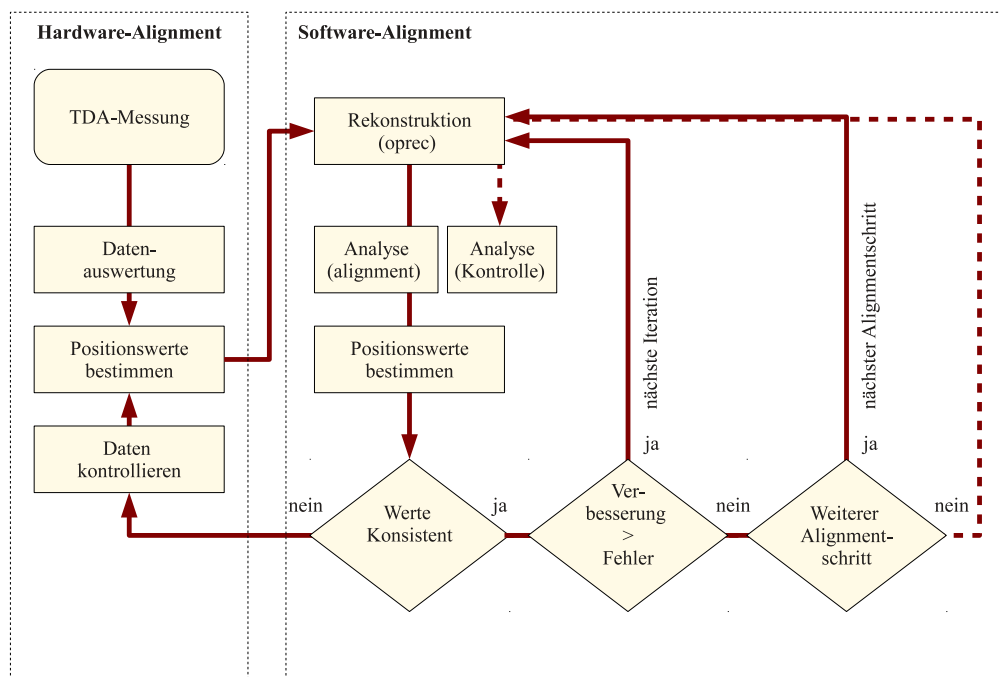 Hardware-Alignment
TDA-Messung
Daten-
auswertung
Positionswerte
bestimmen
Daten
kontrollieren
Software-Alignment
Rekonstruktion
(oprec)
Analyse
(alignment)
Analyse
(Kontrolle)
Positionswerte
bestimmen
nein
Werte
Konsistent
ja
Ver-
besserung
>
Fehler
ja
nächste Iteration
nein
Weiterer
Alignment-
schritt
ja
nächster Alignmentschritt
nein